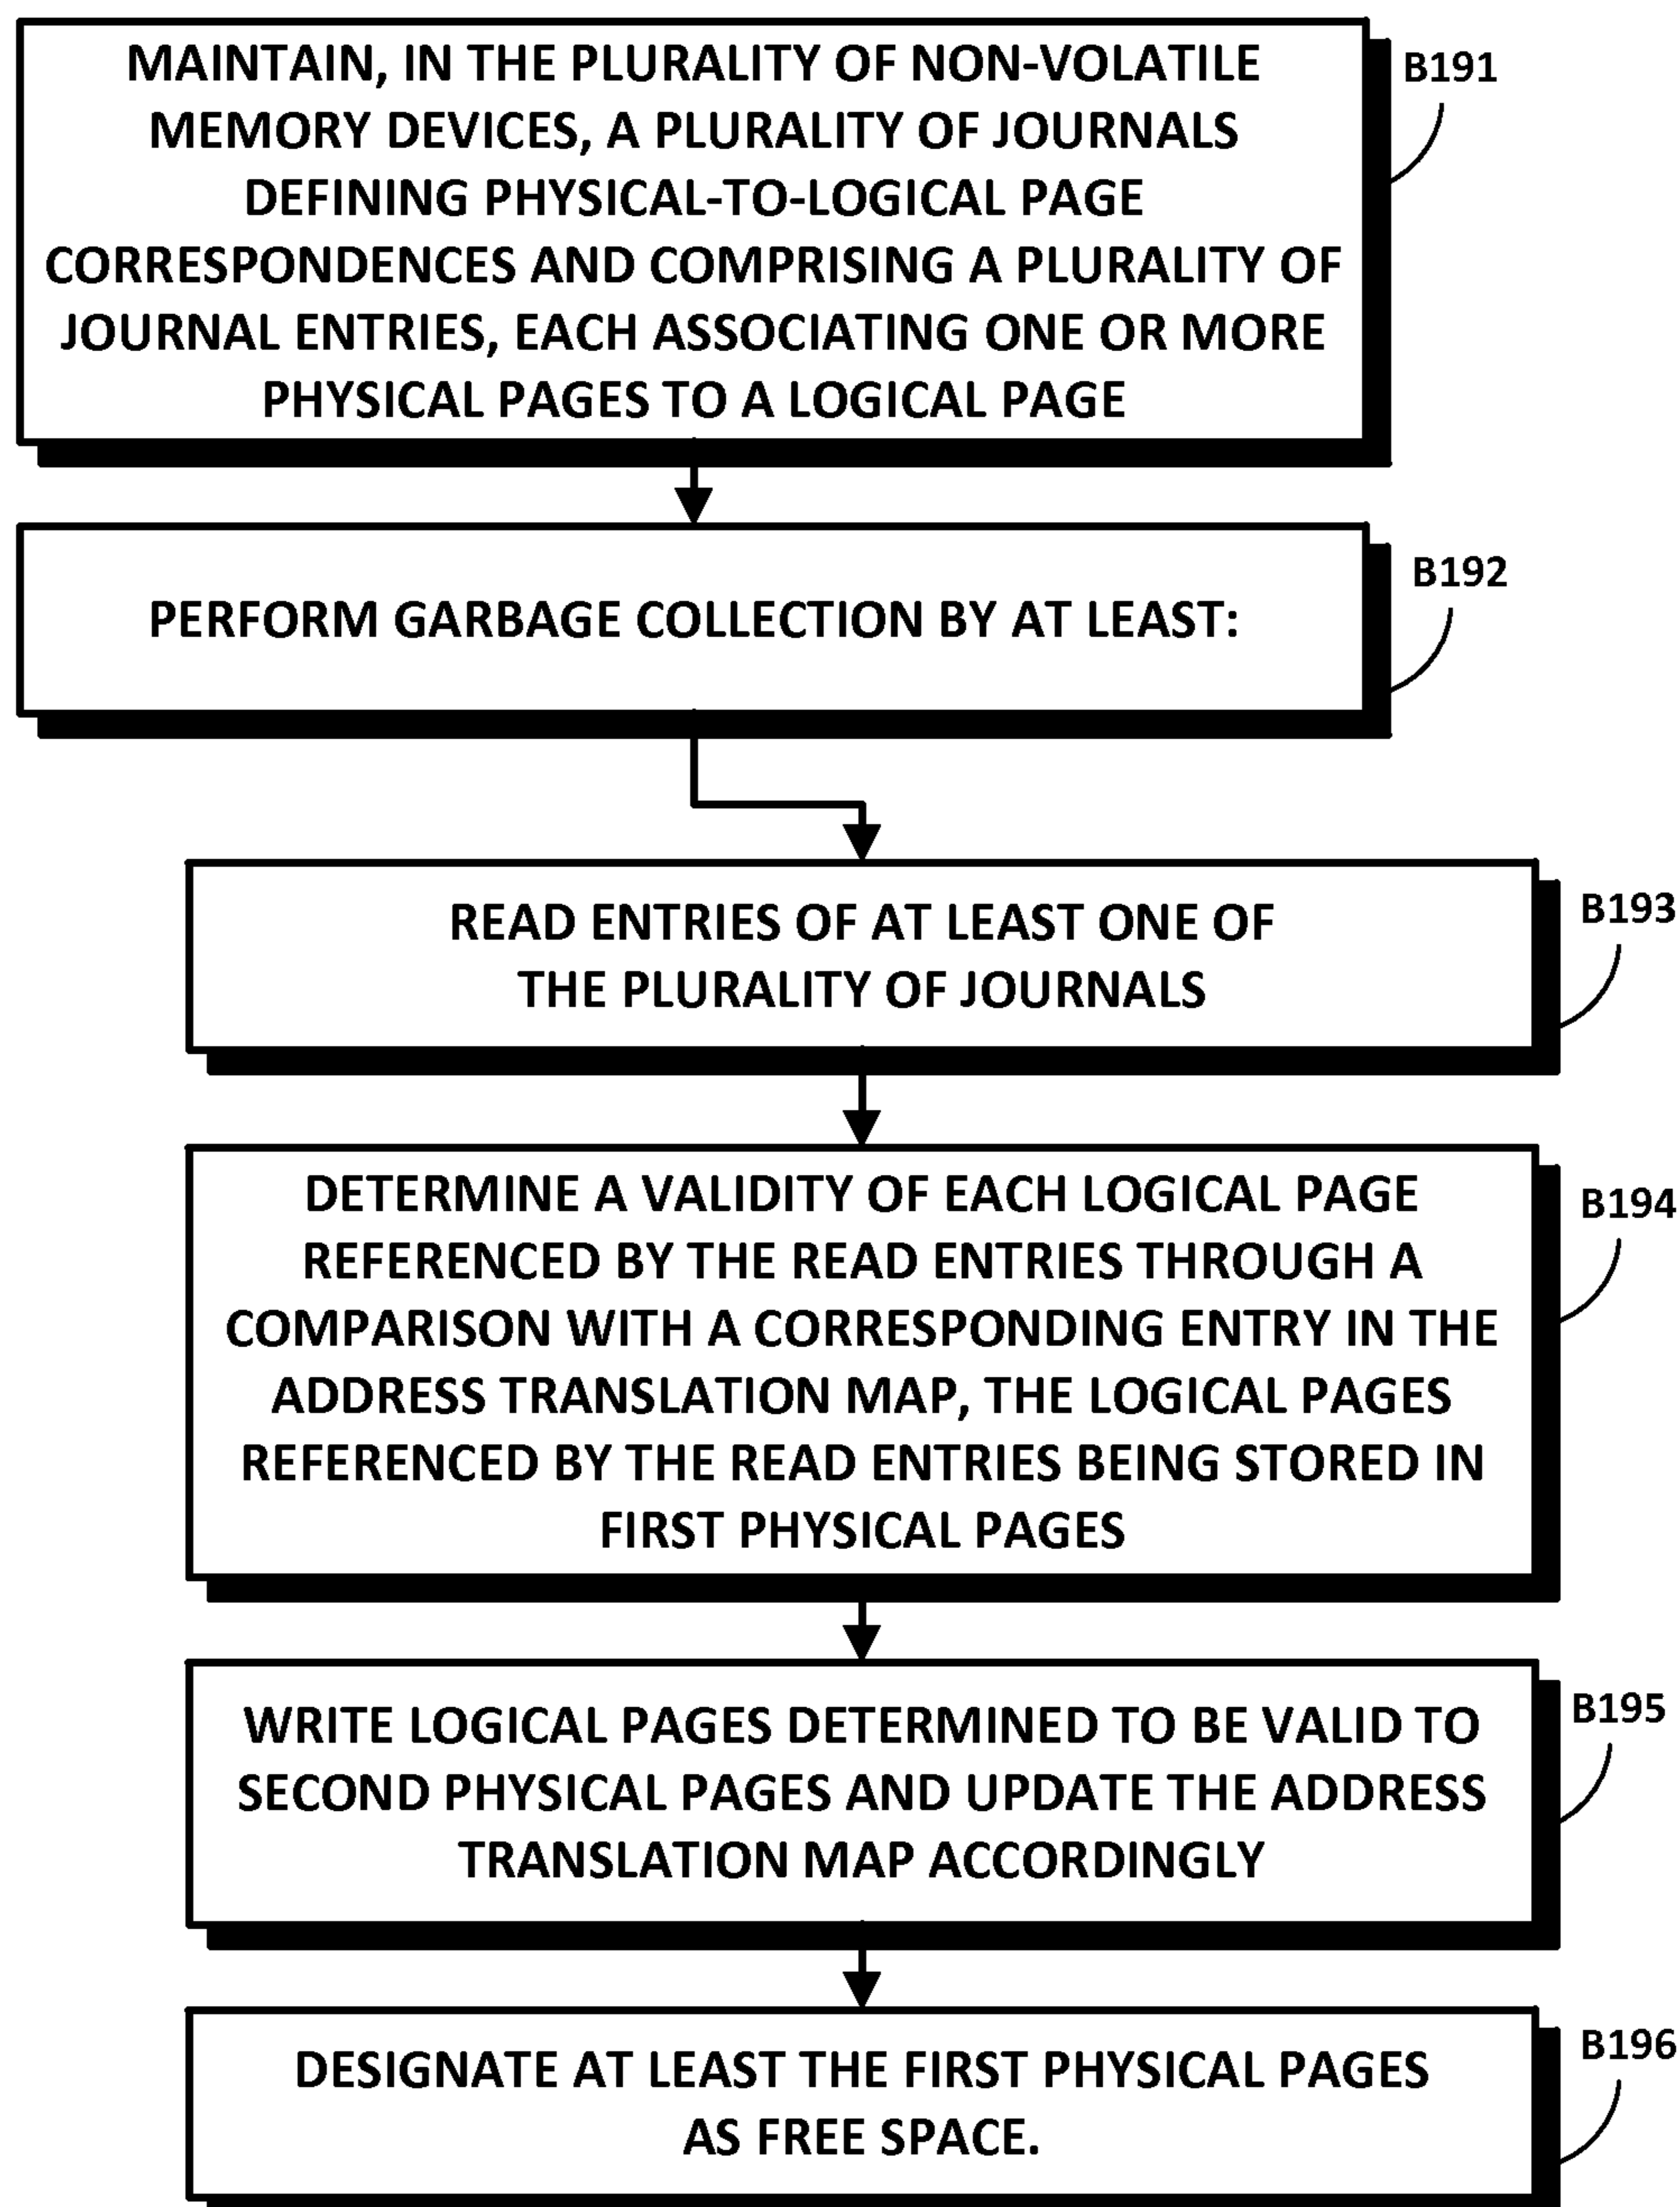 MAINTAIN, IN THE PLURALITY OF NON-VOLATILE
MEMORY DEVICES, A PLURALITY OF JOURNALS
DEFINING PHYSICAL-TO-LOGICAL PAGE
CORRESPONDENCES AND COMPRISING A PLURALITY OF
JOURNAL ENTRIES, EACH ASSOCIATING ONE OR MORE
PHYSICAL PAGES TO A LOGICAL PAGE
B191
PERFORM GARBAGE COLLECTION BY AT LEAST:
B192
READ ENTRIES OF AT LEAST ONE OF
THE PLURALITY OF JOURNALS
B193
DETERMINE A VALIDITY OF EACH LOGICAL PAGE
REFERENCED BY THE READ ENTRIES THROUGH A
COMPARISON WITH A CORRESPONDING ENTRY IN THE
ADDRESS TRANSLATION MAP, THE LOGICAL PAGES
REFERENCED BY THE READ ENTRIES BEING STORED IN
FIRST PHYSICAL PAGES
B194
WRITE LOGICAL PAGES DETERMINED TO BE VALID TO
SECOND PHYSICAL PAGES AND UPDATE THE ADDRESS
TRANSLATION MAP ACCORDINGLY
B195
DESIGNATE AT LEAST THE FIRST PHYSICAL PAGES
AS FREE SPACE.
B196